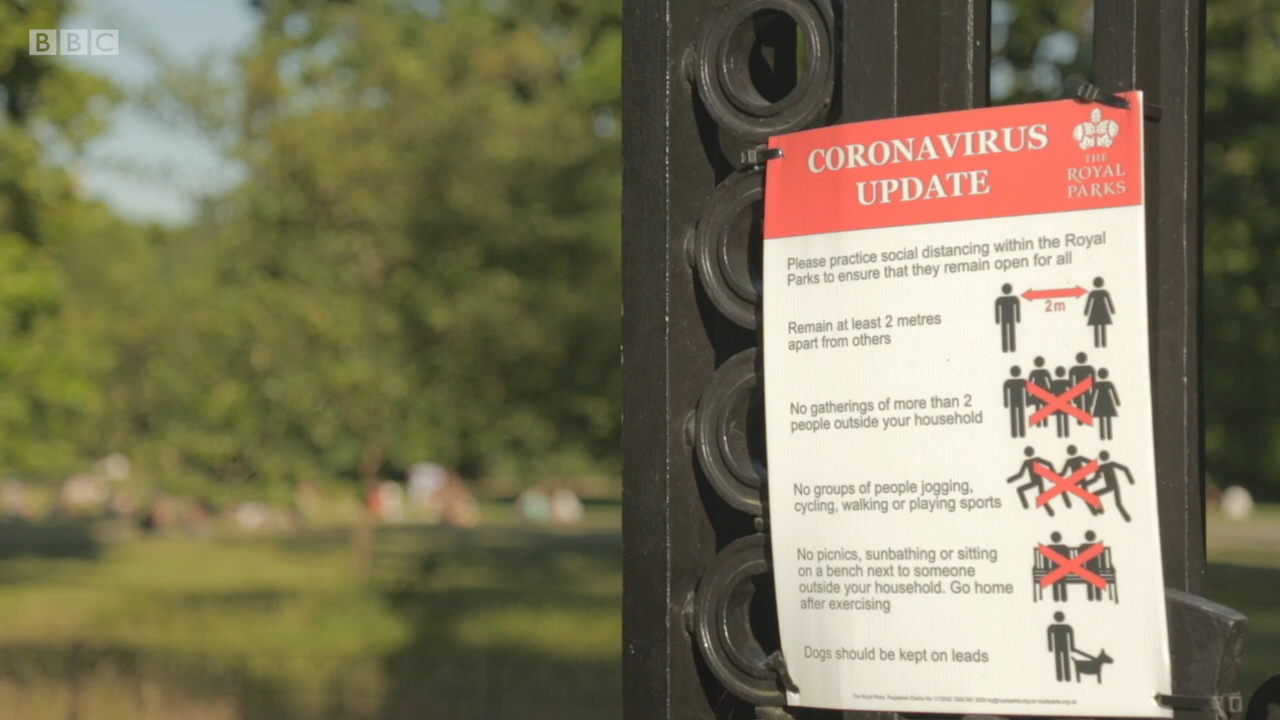 BBC
CORONAVIRUS
UPDATE
THE
ROYAL
PARKS
Please practice social distancing within the Royal
Parks to ensure that they remain open for all
2m
Remain at least 2 metres
apart from others
No gatherings of more than 2
people outside your household
No groups of people jogging,
cycling, walking or playing sports
No picnics, sunbathing or sitting
on a bench next to someone
outside your household. Go home
after exercising
Dogs should be kept on leads